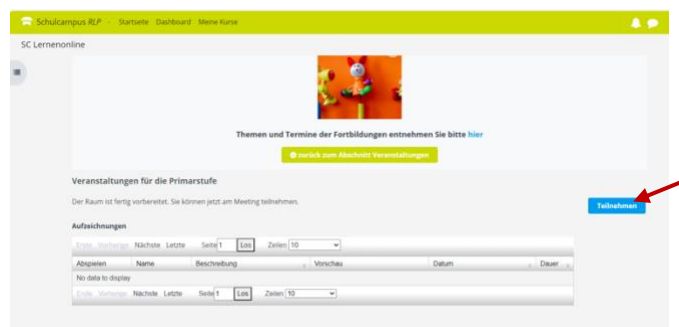 Schulcampus RLP - Startseite Dashboard Meine Kurse
SC Lernenonline
Themen und Termine der Fortbildungen entnehmen Sie bitte hier
zurück zum Abschnitt Veranstaltungen
Veranstaltungen für die Primarstufe
Der Raum ist fertig vorbereitet. Sie können jetzt am Meeting teilnehmen.
Teilnehmen
Aufzeichnungen
Erste Vorherige Nächste Letzte Seite 1 Los Zeilen 10
Abspielen Name Beschreibung Vorschau Datum Dauer
No data to display
Erste Vorherige Nächste Letzte Seite 1 Los Zeilen 10